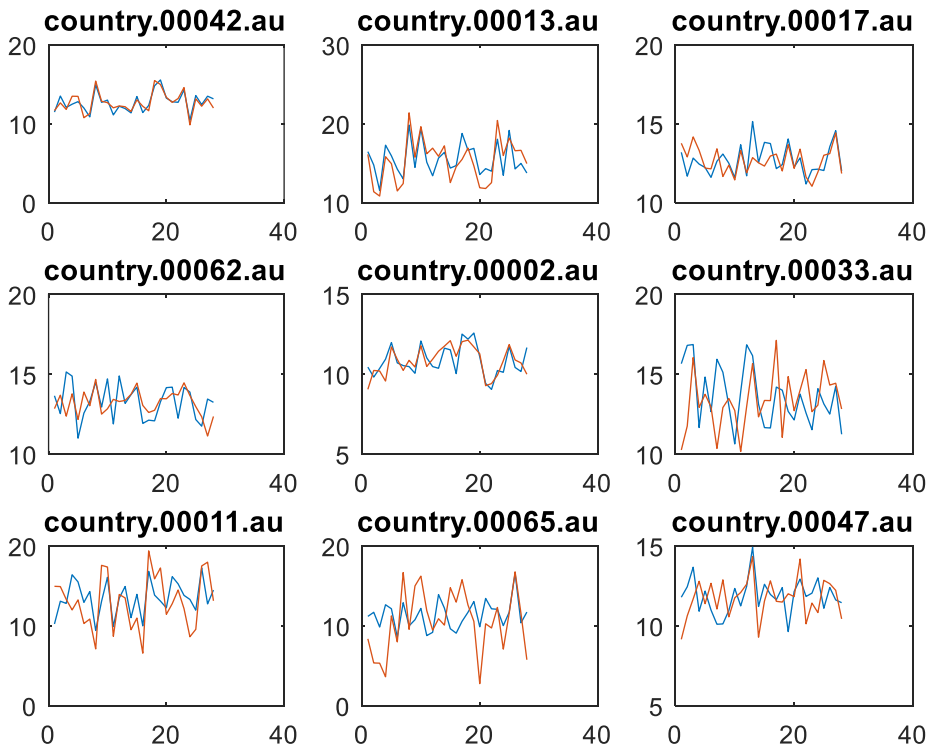 country.00042.au country.00013.au country.00017.au
20 30 15
10 20
0 10 10
0 20 40 0 20 40 0 20 40
country.00062.au country.00002.au country.00033.au
20 15 20
15 10 15
10 5 10
0 20 40 0 20 40 0 20 40
country.00011.au country.00065.au country.00047.au
20 20 15
10 10 10
0 0 5
0 20 40 0 20 40 0 20 40